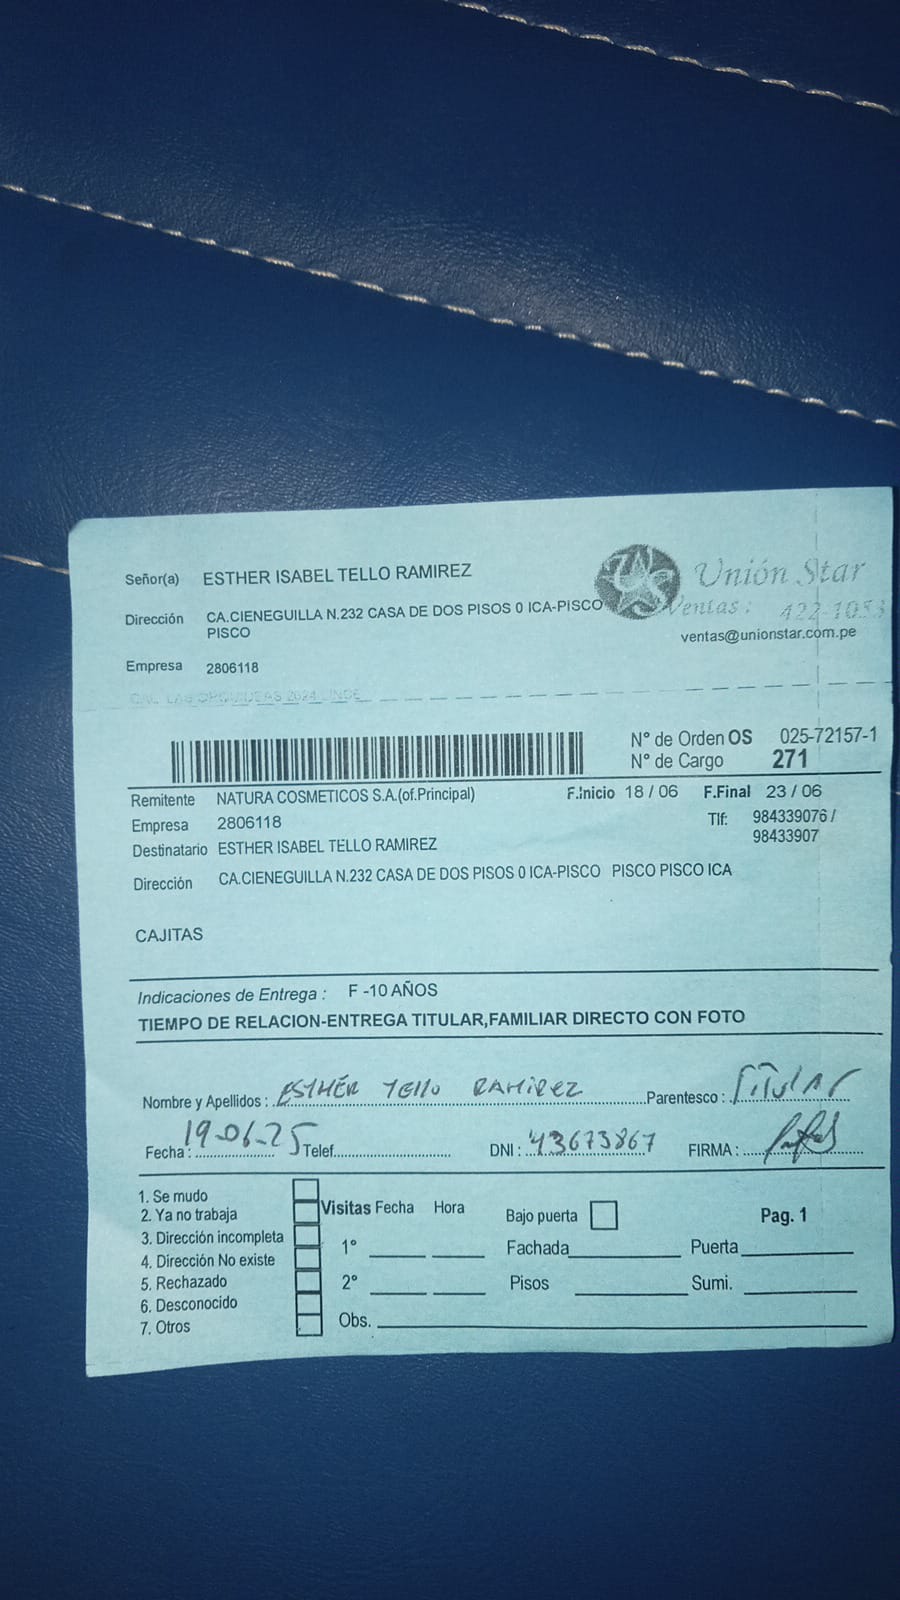 Señor(a) ESTHER ISABEL TELLO RAMIREZ
Unión Star
Dirección CA.CIENEGUILLA N.232 CASA DE DOS PISOS 0 ICA-PISCO
PISCO
Ventas: 422-1053
ventas@unionstar.com.pe
Empresa 2806118
CAL. LAS ORQUIDEAS 2624 LINCE
N° de Orden OS 025-72157-1
N° de Cargo 271
Remitente NATURA COSMETICOS S.A.(of.Principal) F.Inicio 18 / 06 F.Final 23 / 06
Empresa 2806118 Tlf: 984339076 /
98433907
Destinatario ESTHER ISABEL TELLO RAMIREZ
Dirección CA.CIENEGUILLA N.232 CASA DE DOS PISOS 0 ICA-PISCO PISCO PISCO ICA
CAJITAS
Indicaciones de Entrega : F -10 AÑOS
TIEMPO DE RELACION-ENTREGA TITULAR,FAMILIAR DIRECTO CON FOTO
Nombre y Apellidos : ESTHER TELLO RAMIREZ Parentesco : TITULAR
Fecha : 19-06-25 Telef. DNI : 43673867 FIRMA :
1. Se mudo
2. Ya no trabaja
3. Dirección incompleta
4. Dirección No existe
5. Rechazado
6. Desconocido
7. Otros
Visitas Fecha Hora Bajo puerta Pag. 1
1° Fachada Puerta
2° Pisos Sumi.
Obs.